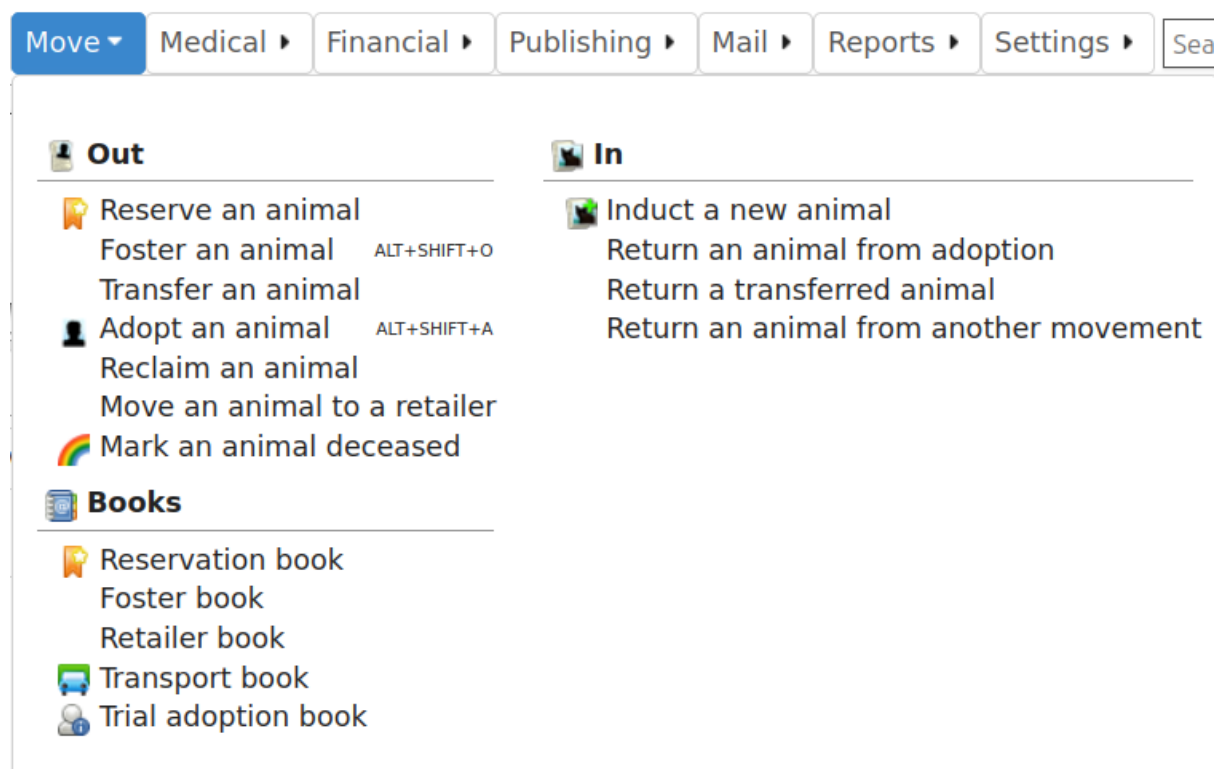 Move Medical Financial Publishing Mail Reports Settings Sea
Out
Reserve an animal
Foster an animal ALT+SHIFT+O
Transfer an animal
Adopt an animal ALT+SHIFT+A
Reclaim an animal
Move an animal to a retailer
Mark an animal deceased
Books
Reservation book
Foster book
Retailer book
Transport book
Trial adoption book
In
Induct a new animal
Return an animal from adoption
Return a transferred animal
Return an animal from another movement